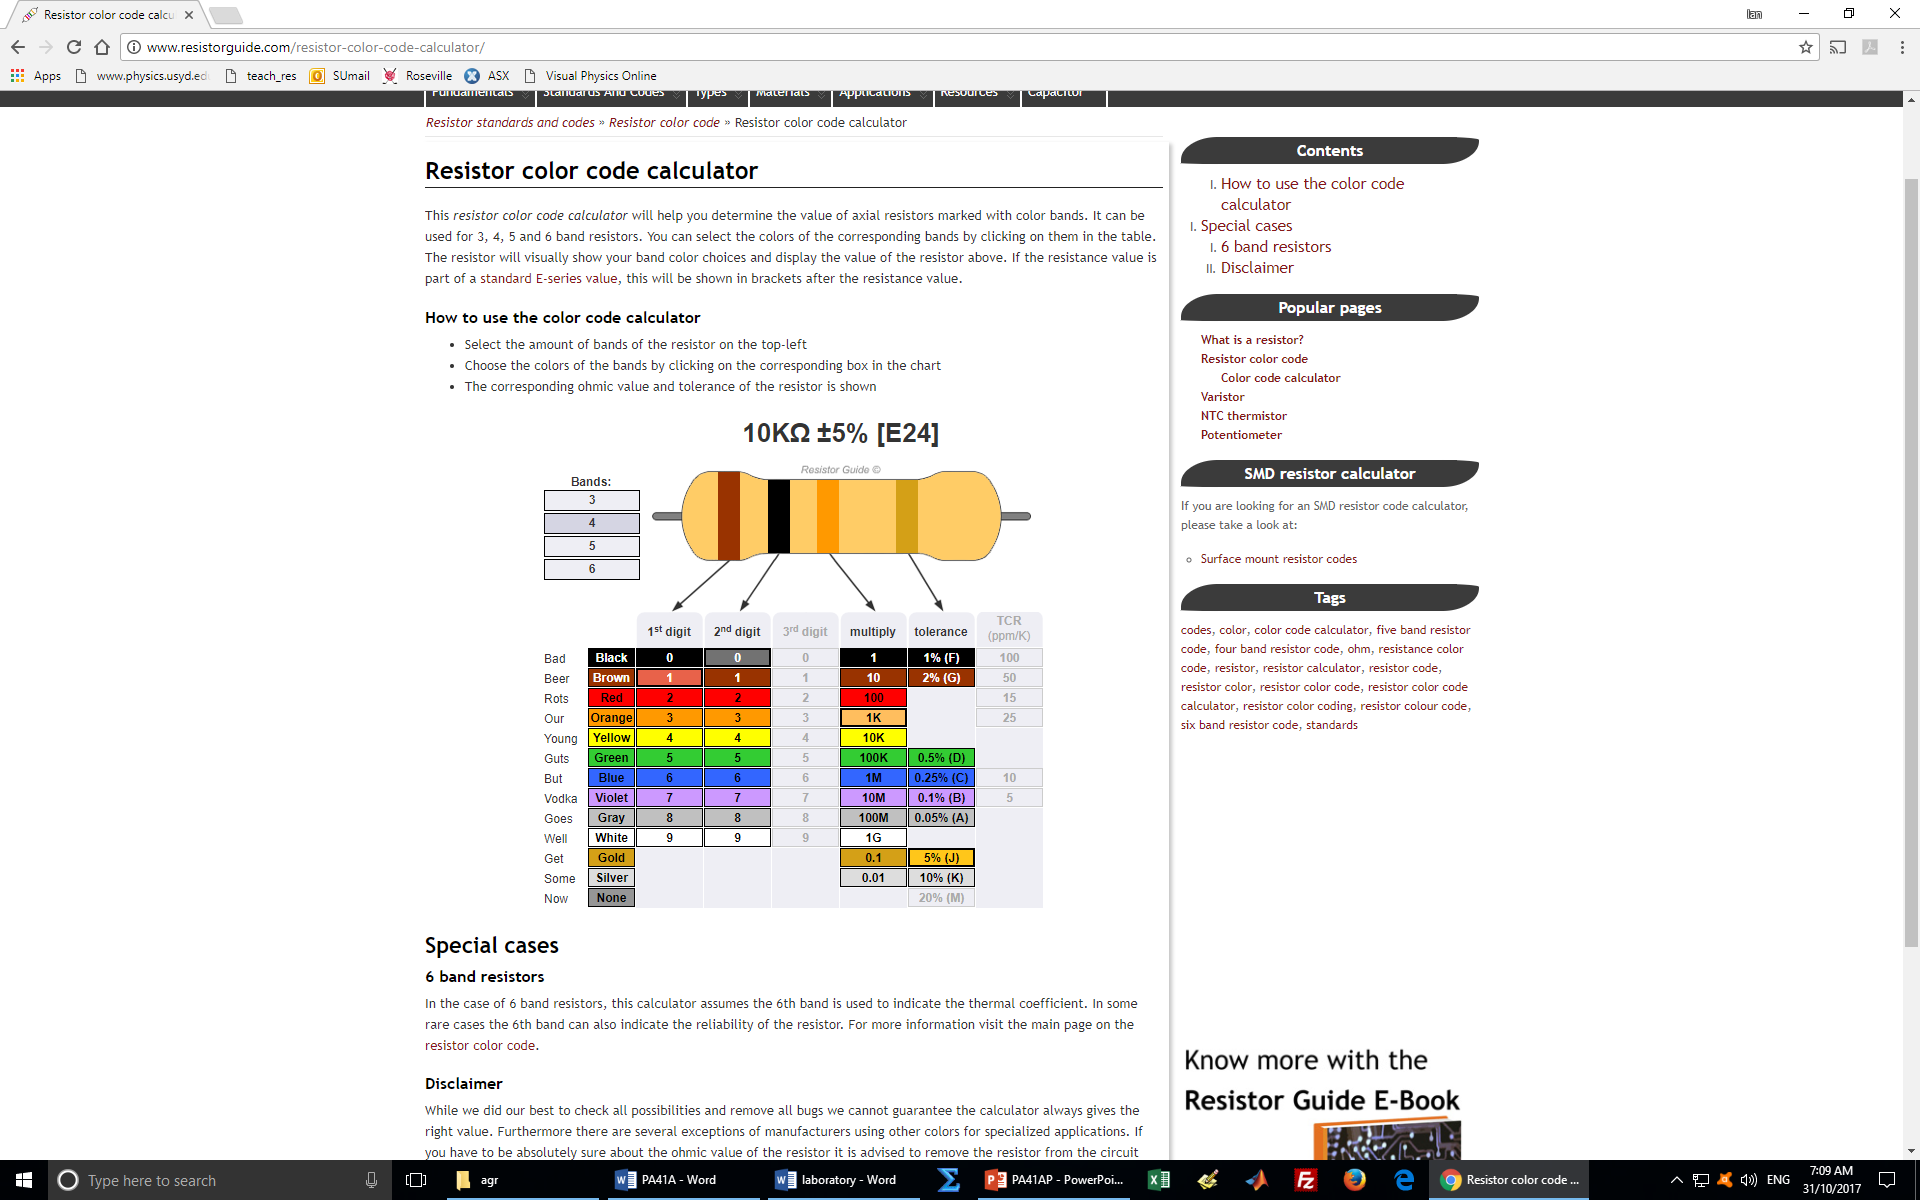 Resistor color code calcu
Ian
www.resistorguide.com/resistor-color-code-calculator/
Apps www.physics.usyd.ed teach_res SUmail Roseville ASX Visual Physics Online
Fundamentals Standards And Codes Types Materials Applications Resources Capacitor
Resistor standards and codes » Resistor color code » Resistor color code calculator
Resistor color code calculator
This resistor color code calculator will help you determine the value of axial resistors marked with color bands. It can be
used for 3, 4, 5 and 6 band resistors. You can select the colors of the corresponding bands by clicking on them in the table.
The resistor will visually show your band color choices and display the value of the resistor above. If the resistance value is
part of a standard E-series value, this will be shown in brackets after the resistance value.
How to use the color code calculator
• Select the amount of bands of the resistor on the top-left
• Choose the colors of the bands by clicking on the corresponding box in the chart
• The corresponding ohmic value and tolerance of the resistor is shown
10KΩ ±5% [E24]
Resistor Guide ©
Bands:
3
4
5
6
1st digit 2nd digit 3rd digit multiply tolerance TCR (ppm/K)
Bad Black 0 0 0 1 1% (F) 100
Beer Brown 1 1 1 10 2% (G) 50
Rots Red 2 2 2 100 15
Our Orange 3 3 3 1K 25
Young Yellow 4 4 4 10K
Guts Green 5 5 5 100K 0.5% (D)
But Blue 6 6 6 1M 0.25% (C) 10
Vodka Violet 7 7 7 10M 0.1% (B) 5
Goes Gray 8 8 8 100M 0.05% (A)
Well White 9 9 9 1G
Get Gold 0.1 5% (J)
Some Silver 0.01 10% (K)
Now None 20% (M)
Special cases
6 band resistors
In the case of 6 band resistors, this calculator assumes the 6th band is used to indicate the thermal coefficient. In some
rare cases the 6th band can also indicate the reliability of the resistor. For more information visit the main page on the
resistor color code.
Disclaimer
While we did our best to check all possibilities and remove all bugs we cannot guarantee the calculator always gives the
right value. Furthermore there are several exceptions of manufacturers using other colors for specialized applications. If
you have to be absolutely sure about the ohmic value of the resistor it is advised to remove the resistor from the circuit
Contents
I. How to use the color code
calculator
I. Special cases
I. 6 band resistors
II. Disclaimer
Popular pages
What is a resistor?
Resistor color code
Color code calculator
Varistor
NTC thermistor
Potentiometer
SMD resistor calculator
If you are looking for an SMD resistor code calculator,
please take a look at:
Surface mount resistor codes
Tags
codes, color, color code calculator, five band resistor
code, four band resistor code, ohm, resistance color
code, resistor, resistor calculator, resistor code,
resistor color, resistor color code, resistor color code
calculator, resistor color coding, resistor colour code,
six band resistor code, standards
Know more with the
Resistor Guide E-Book
Type here to search agr PA41A - Word laboratory - Word PA41AP - PowerPoi... Resistor color code ... ENG 7:09 AM
31/10/2017